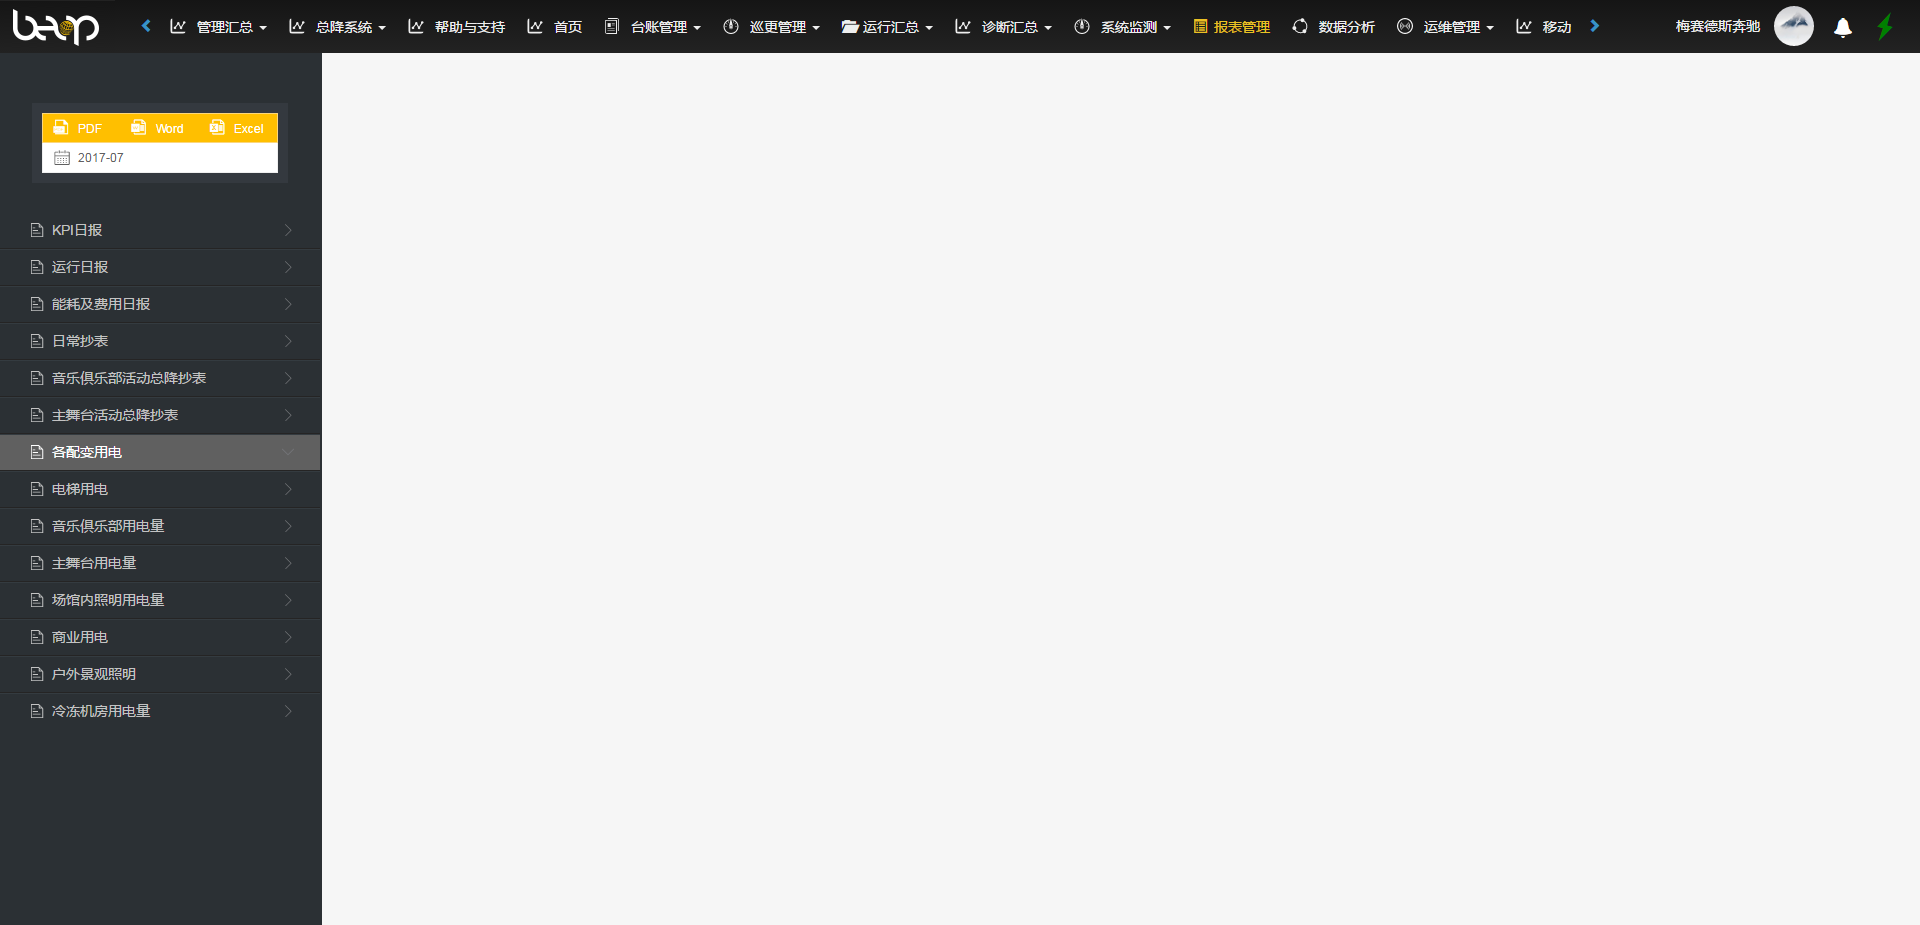 beop 管理汇总 总降系统 帮助与支持 首页 台账管理 巡更管理 运行汇总 诊断汇总 系统监测 报表管理 数据分析 运维管理 移动 梅赛德斯奔驰
PDF Word Excel
2017-07
KPI日报
运行日报
能耗及费用日报
日常抄表
音乐俱乐部活动总降抄表
主舞台活动总降抄表
各配变用电
电梯用电
音乐俱乐部用电量
主舞台用电量
场馆内照明用电量
商业用电
户外景观照明
冷冻机房用电量